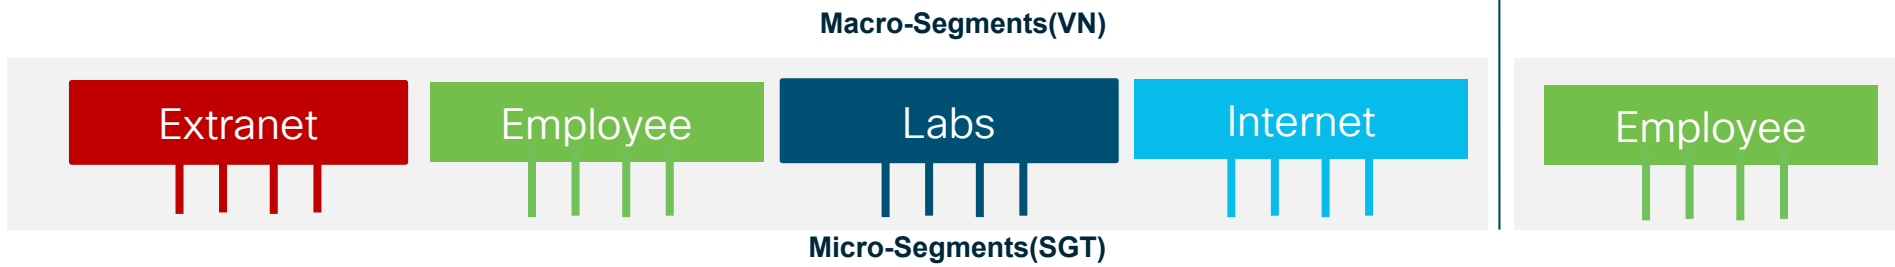 Macro-Segments(VN)
Extranet
Employee
Labs
Internet
Employee
Micro-Segments(SGT)